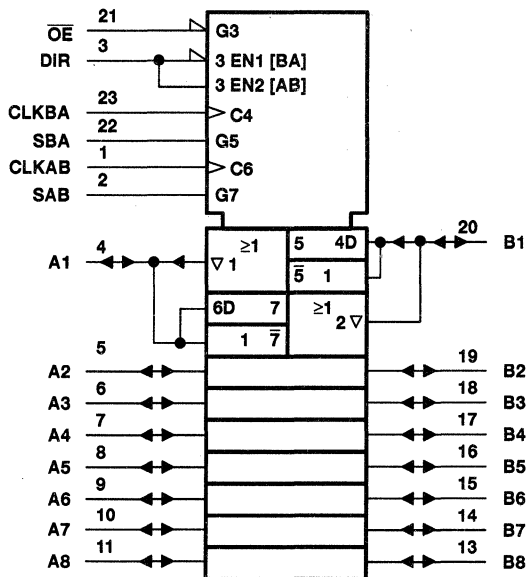 21
OE G3
3
DIR 3 EN1 [BA]
3 EN2 [AB]
23
CLKBA C4
22
SBA G5
1
CLKAB C6
2
SAB G7
4 ≥1 5 4D 20 B1
A1 ▽ 1 5 1
6D 7 ≥1
1 7 2 ▽
5 19
A2 B2
6 18
A3 B3
7 17
A4 B4
8 16
A5 B5
9 15
A6 B6
10 14
A7 B7
11 13
A8 B8